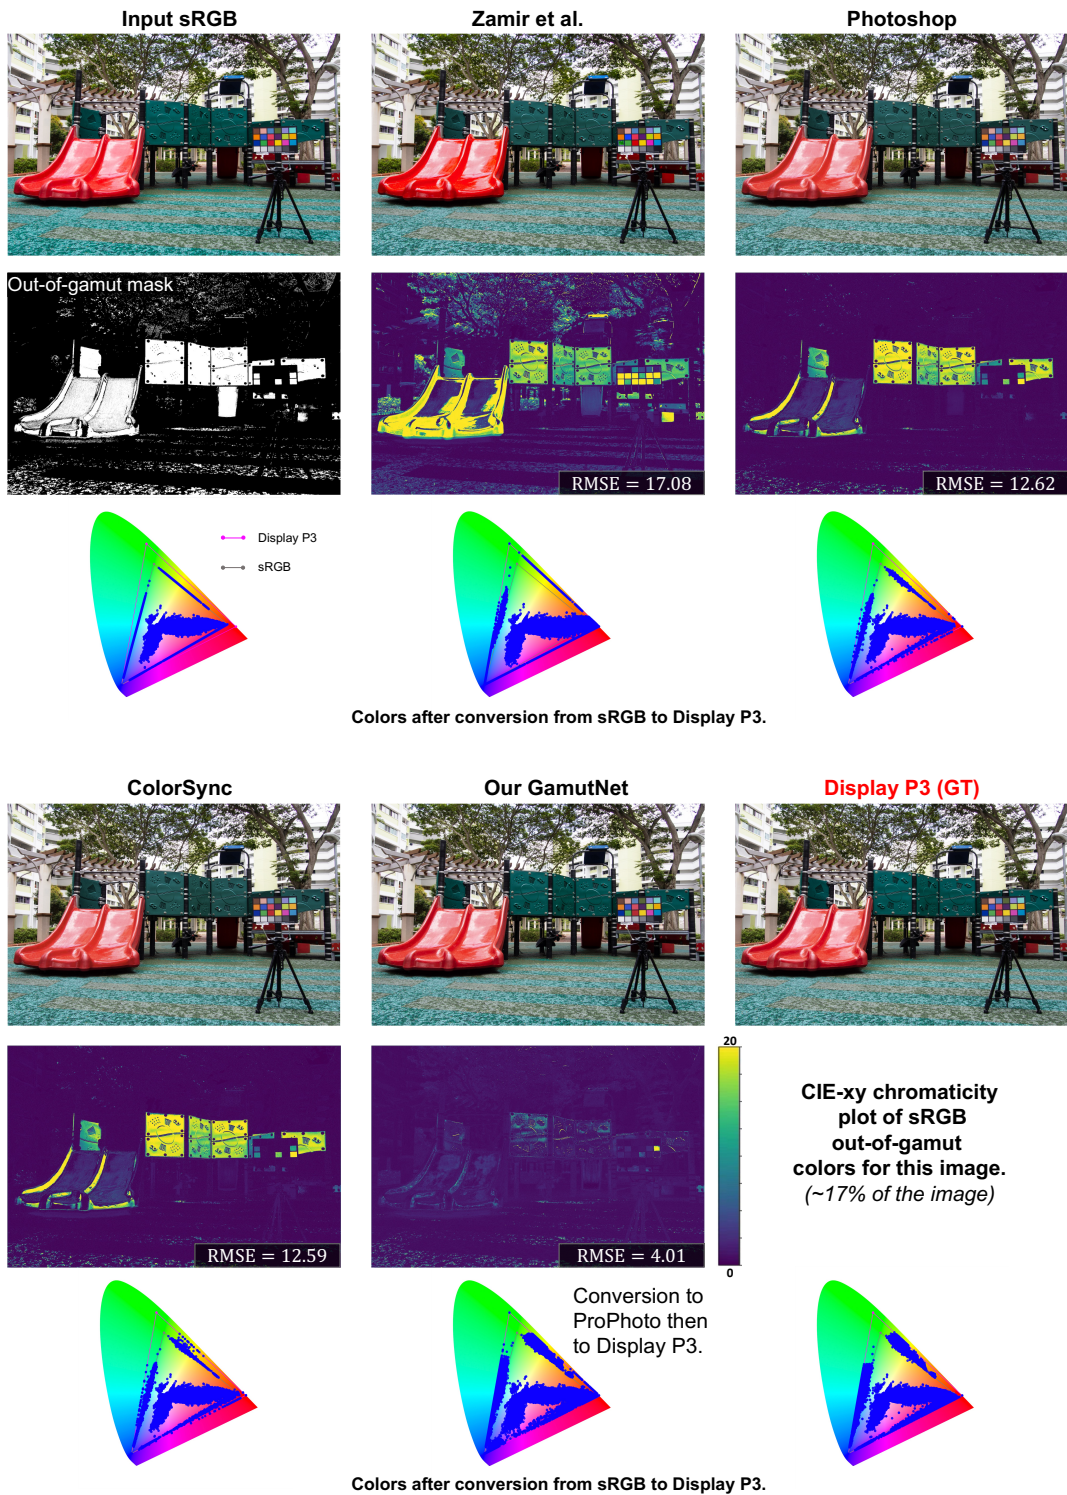 Input sRGB
Zamir et al.
Photoshop
Out-of-gamut mask
RMSE = 17.08
RMSE = 12.62
Display P3
sRGB
Colors after conversion from sRGB to Display P3.
ColorSync
Our GamutNet
Display P3 (GT)
20
0
RMSE = 12.59
RMSE = 4.01
CIE-xy chromaticity
plot of sRGB
out-of-gamut
colors for this image.
(~17% of the image)
Conversion to
ProPhoto then
to Display P3.
Colors after conversion from sRGB to Display P3.